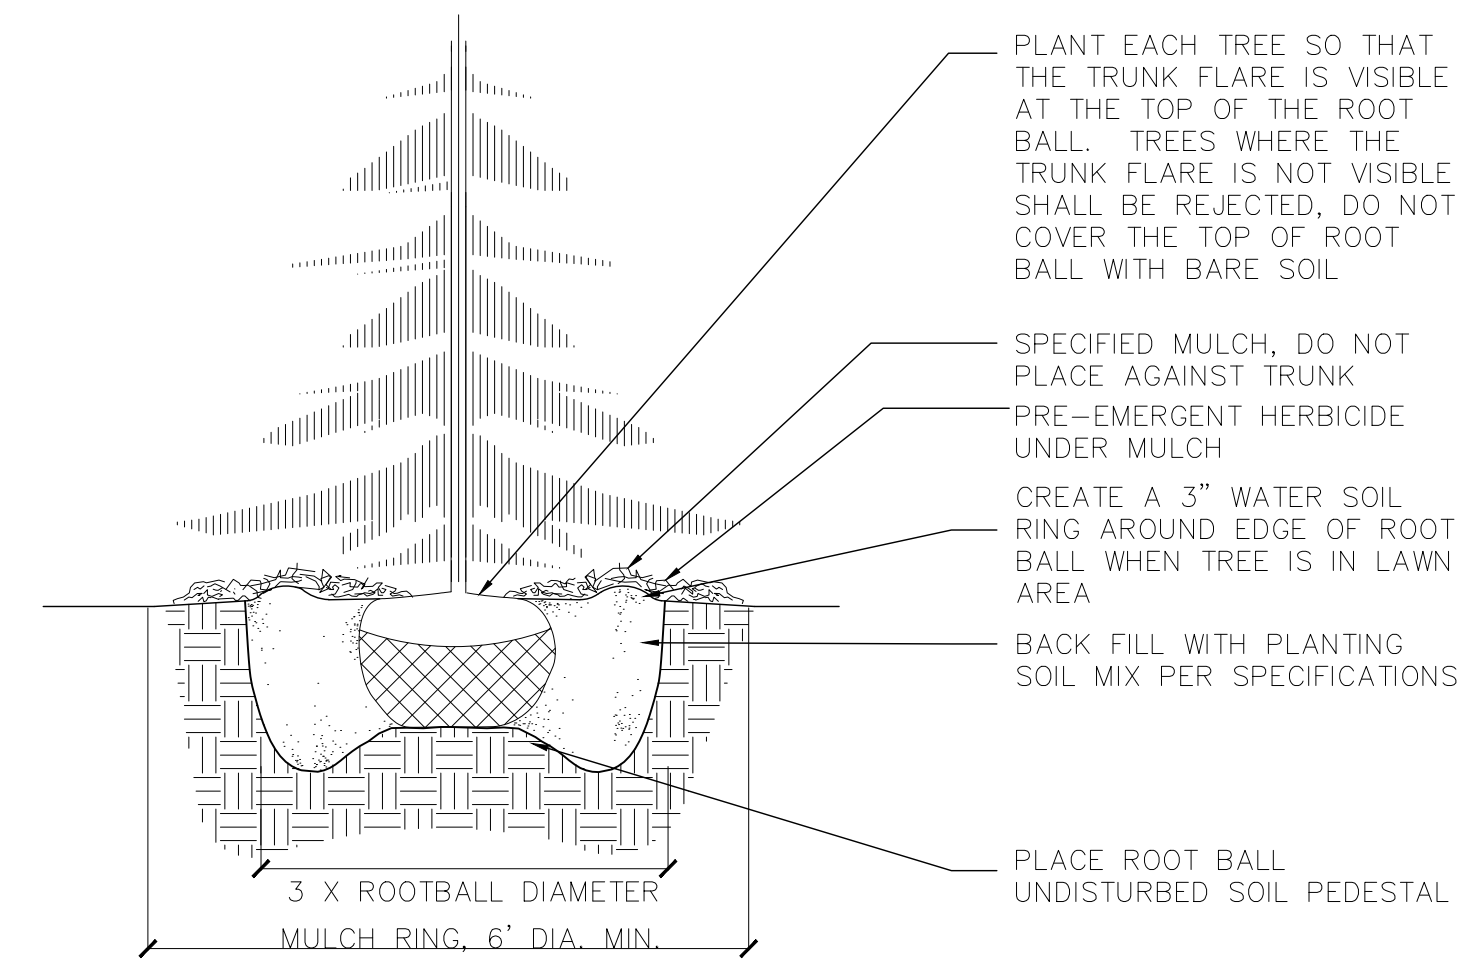 PLANT EACH TREE SO THAT
THE TRUNK FLARE IS VISIBLE
AT THE TOP OF THE ROOT
BALL. TREES WHERE THE
TRUNK FLARE IS NOT VISIBLE
SHALL BE REJECTED, DO NOT
COVER THE TOP OF ROOT
BALL WITH BARE SOIL
SPECIFIED MULCH, DO NOT
PLACE AGAINST TRUNK
PRE-EMERGENT HERBICIDE
UNDER MULCH
CREATE A 3" WATER SOIL
RING AROUND EDGE OF ROOT
BALL WHEN TREE IS IN LAWN
AREA
BACK FILL WITH PLANTING
SOIL MIX PER SPECIFICATIONS
PLACE ROOT BALL
UNDISTURBED SOIL PEDESTAL
3 X ROOTBALL DIAMETER
MULCH RING, 6' DIA. MIN.